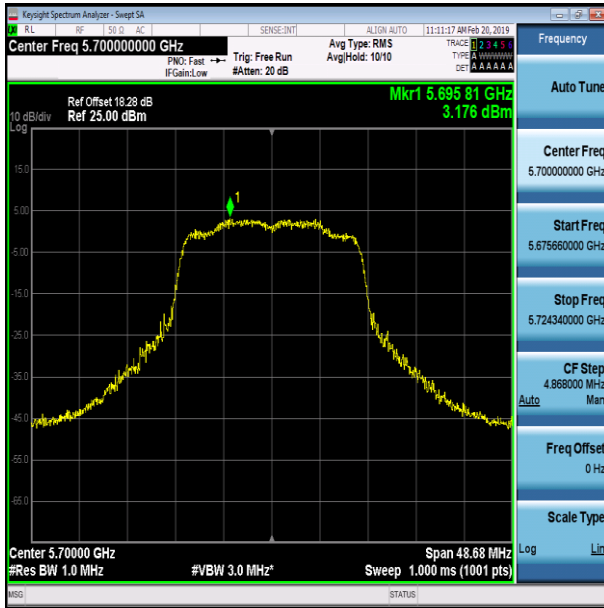 Keysight Spectrum Analyzer - Swept SA
RL RF 50 Ω AC SENSE:INT ALIGN AUTO 11:11:17 AM Feb 20, 2019
Center Freq 5.700000000 GHz
PNO: Fast
IFGain:Low
Trig: Free Run
#Atten: 20 dB
Avg Type: RMS
Avg|Hold: 10/10
TRACE 1 2 3 4 5 6
TYPE A WWWWW
DET A A A A A A
Ref Offset 18.28 dB
Ref 25.00 dBm
10 dB/div
Log
Mkr1 5.695 81 GHz
3.176 dBm
15.0
5.00
-5.00
-15.0
-25.0
-35.0
-45.0
-55.0
-65.0
1
Center 5.70000 GHz
#Res BW 1.0 MHz
#VBW 3.0 MHz*
Span 48.68 MHz
Sweep 1.000 ms (1001 pts)
MSG
STATUS
Frequency
Auto Tune
Center Freq
5.700000000 GHz
Start Freq
5.675660000 GHz
Stop Freq
5.724340000 GHz
CF Step
4.868000 MHz
Auto Man
Freq Offset
0 Hz
Scale Type
Log Lin